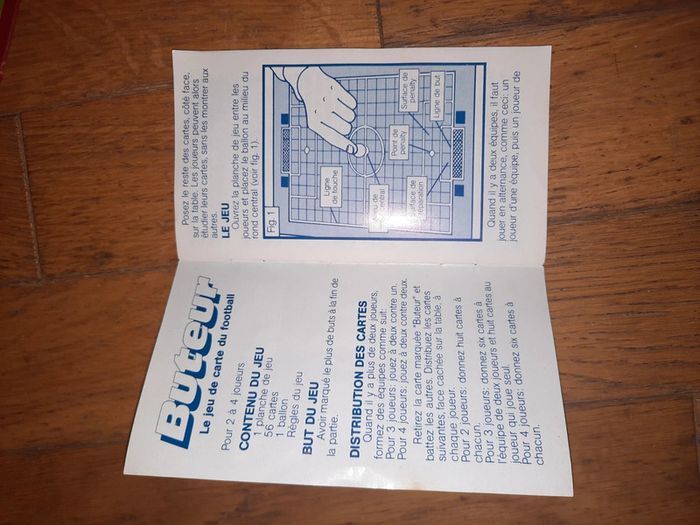 Buteur
Le jeu de carte du football
Pour 2 à 4 joueurs
CONTENU DU JEU
1 planche de jeu
56 cartes
1 ballon
Règles du jeu
BUT DU JEU
Avoir marqué le plus de buts à la fin de
la partie.
DISTRIBUTION DES CARTES
Quand il y a plus de deux joueurs,
formez des équipes comme suit:
Pour 3 joueurs: jouez à deux contre un.
Pour 4 joueurs: jouez à deux contre deux.
Retirez la carte marquée "Buteur" et
battez les autres. Distribuez les cartes
suivantes, face cachée sur la table, à
chaque joueur.
Pour 2 joueurs: donnez huit cartes à
chacun.
Pour 3 joueurs: donnez six cartes à
l'équipe de deux joueurs et huit cartes au
joueur qui joue seul.
Pour 4 joueurs: donnez six cartes à
chacun.
Posez le reste des cartes, côté face,
sur la table. Les joueurs peuvent alors
étudier leurs cartes, sans les montrer aux
autres.
LE JEU
Ouvrez la planche de jeu entre les
joueurs et placez le ballon au milieu du
rond central (voir fig. 1).
Fig. 1
Ligne
de touche
Point de
penalty
Surface de
penalty
Ligne de but
central
Surface de
réparation
Quand il y a deux équipes, il faut
jouer en alternance, comme ceci: un
joueur d'une équipe, puis un joueur de